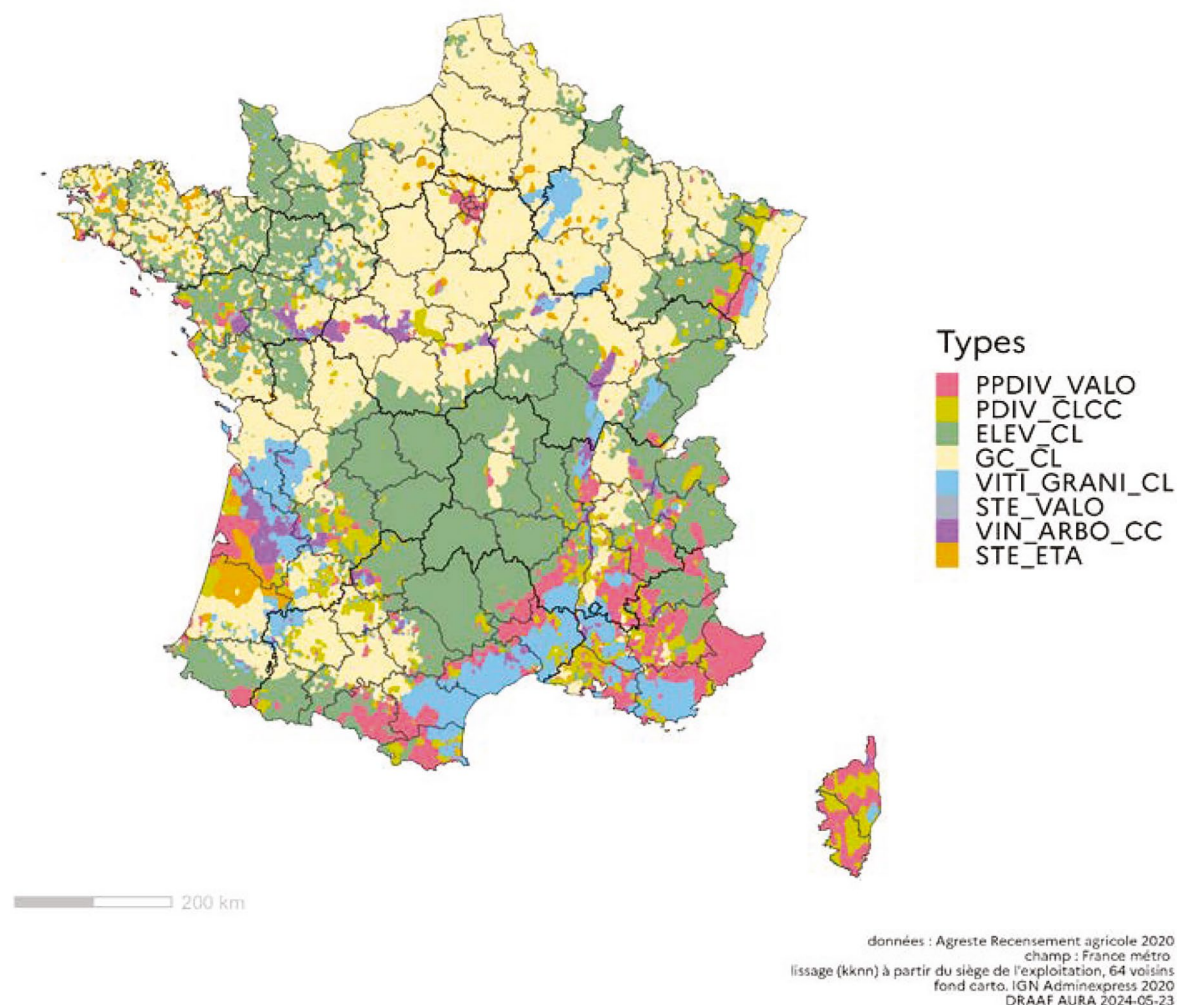 Types
PPDIV_VALO
PDIV_CLCC
ELEV_CL
GC_CL
VITI_GRANI_CL
STE_VALO
VIN_ARBO_CC
STE_ETA
200 km
données : Agreste Recensement agricole 2020
champ : France métro
lissage (kknn) à partir du siège de l'exploitation, 64 voisins
fond carto. IGN Adminexpress 2020
DRAAF AURA 2024-05-23